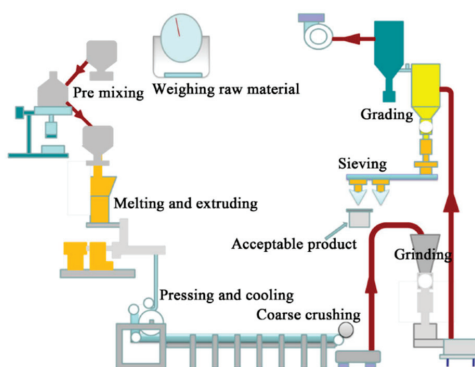 Pre mixing
Weighing raw material
Grading
Sieving
Melting and extruding
Acceptable product
Grinding
Pressing and cooling
Coarse crushing